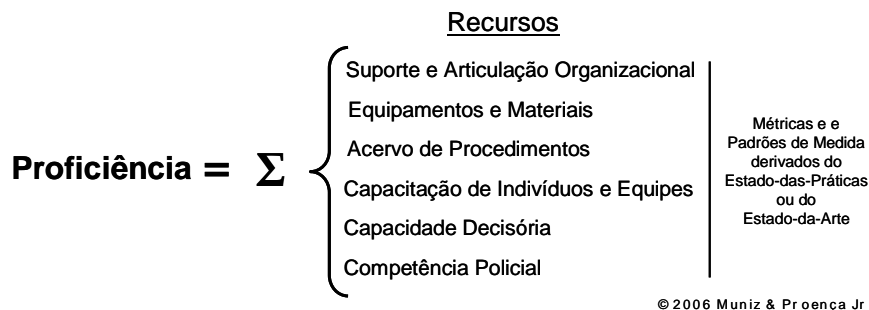 Recursos
Proficiência = Σ
Suporte e Articulação Organizacional
Equipamentos e Materiais
Acervo de Procedimentos
Capacitação de Indivíduos e Equipes
Capacidade Decisória
Competência Policial
Métricas e e
Padrões de Medida
derivados do
Estado-das-Práticas
ou do
Estado-da-Arte
© 2006 Muniz & Proença Jr